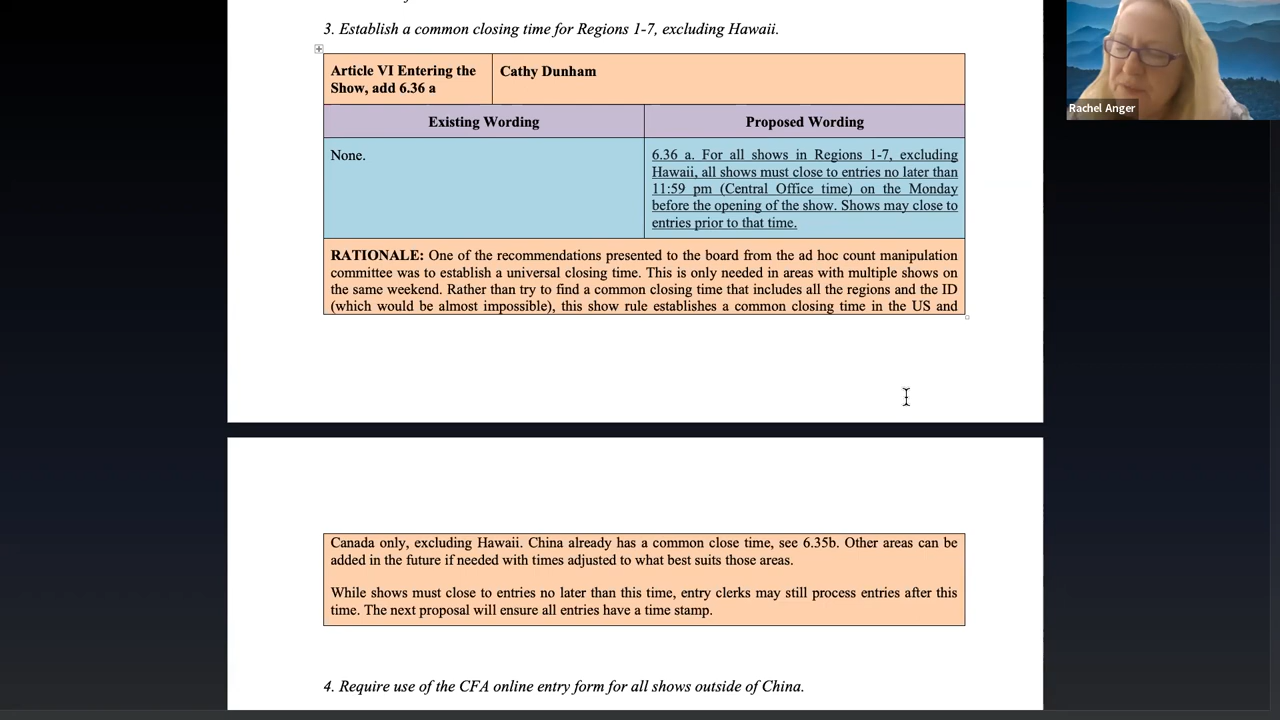 3. Establish a common closing time for Regions 1-7, excluding Hawaii.
Article VI Entering the
Show, add 6.36 a
Cathy Dunham
Existing Wording
Proposed Wording
None.
6.36 a. For all shows in Regions 1-7, excluding
Hawaii, all shows must close to entries no later than
11:59 pm (Central Office time) on the Monday
before the opening of the show. Shows may close to
entries prior to that time.
RATIONALE: One of the recommendations presented to the board from the ad hoc count manipulation
committee was to establish a universal closing time. This is only needed in areas with multiple shows on
the same weekend. Rather than try to find a common closing time that includes all the regions and the ID
(which would be almost impossible), this show rule establishes a common closing time in the US and
Canada only, excluding Hawaii. China already has a common close time, see 6.35b. Other areas can be
added in the future if needed with times adjusted to what best suits those areas.
While shows must close to entries no later than this time, entry clerks may still process entries after this
time. The next proposal will ensure all entries have a time stamp.
4. Require use of the CFA online entry form for all shows outside of China.
Rachel Anger